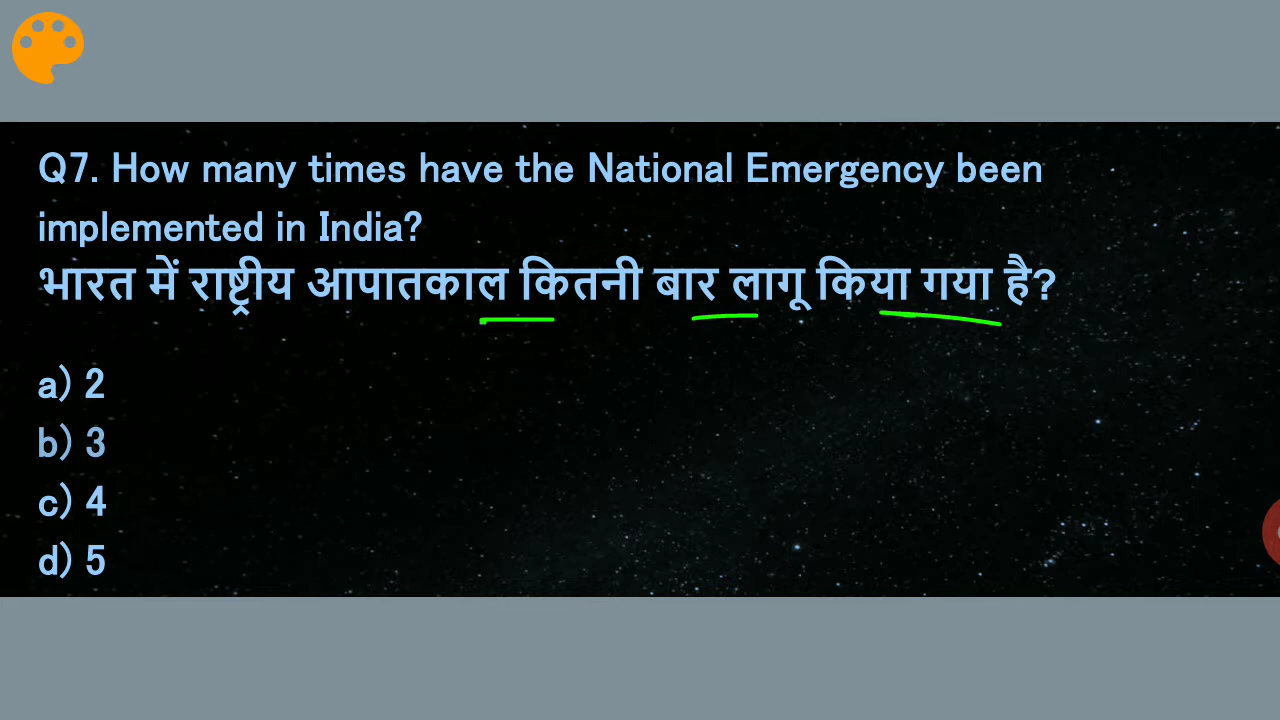 Q7. How many times have the National Emergency been
implemented in India?
भारत में राष्ट्रीय आपातकाल कितनी बार लागू किया गया है?
a) 2
b) 3
c) 4
d) 5